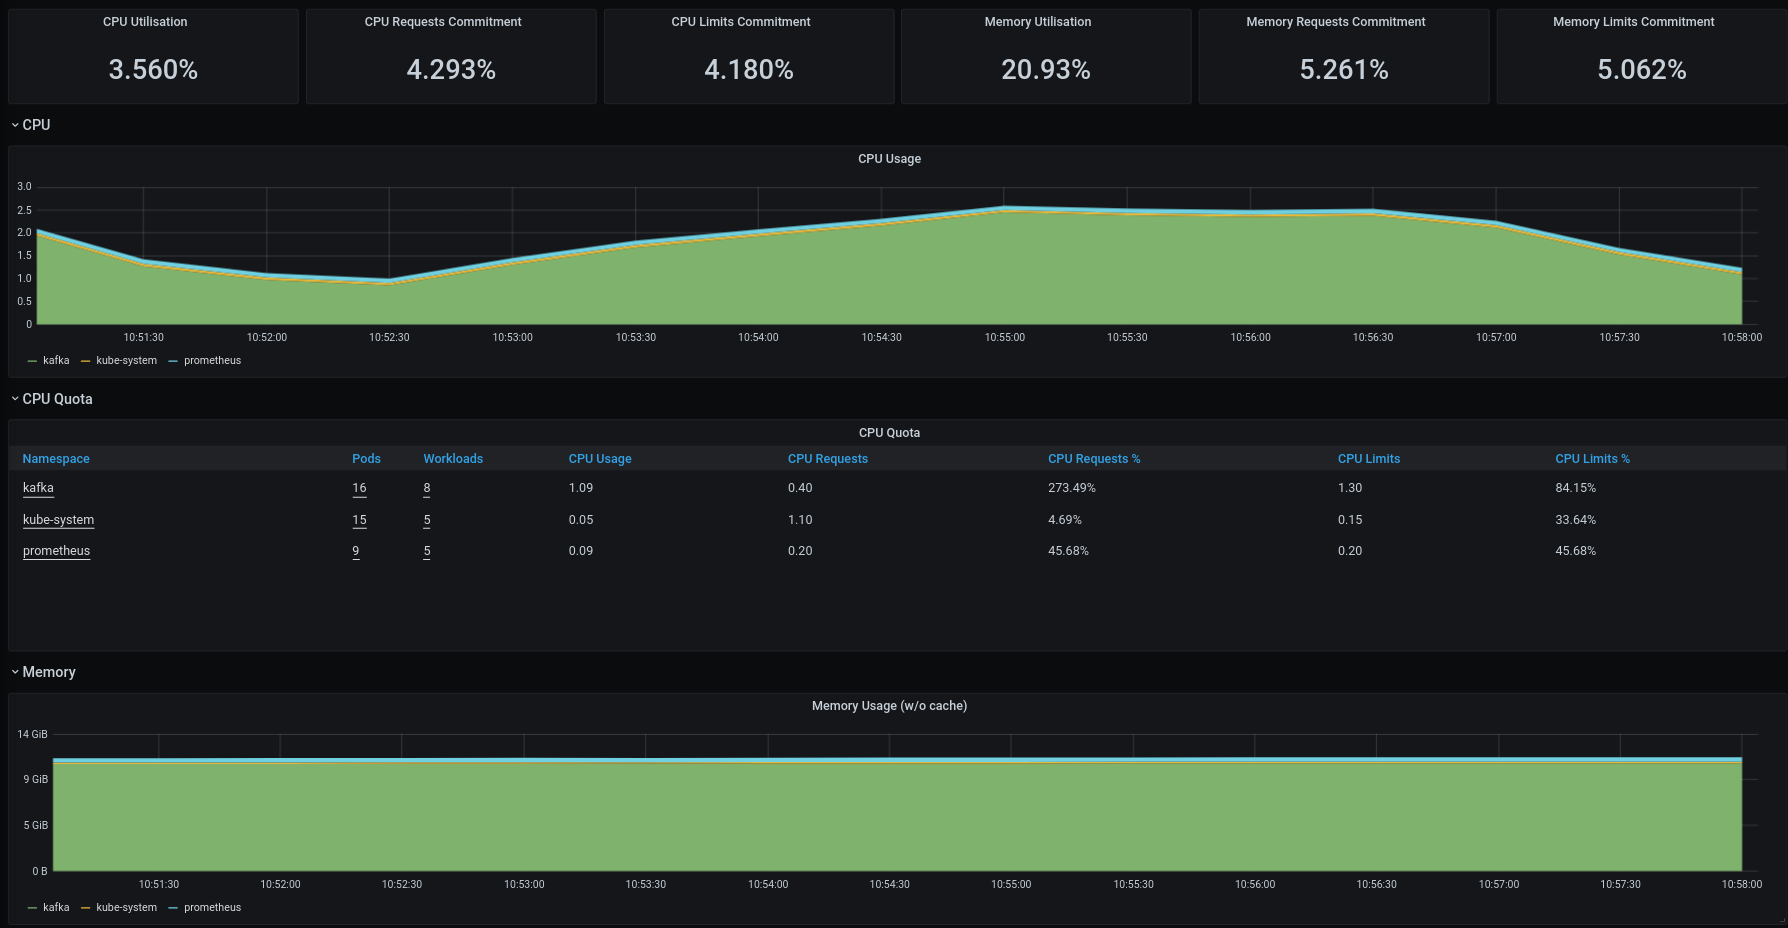 CPU Utilisation
3.560%
CPU Requests Commitment
4.293%
CPU Limits Commitment
4.180%
Memory Utilisation
20.93%
Memory Requests Commitment
5.261%
Memory Limits Commitment
5.062%
CPU
CPU Usage
3.0
2.5
2.0
1.5
1.0
0.5
0
10:51:30 10:52:00 10:52:30 10:53:00 10:53:30 10:54:00 10:54:30 10:55:00 10:55:30 10:56:00 10:56:30 10:57:00 10:57:30 10:58:00
kafka kube-system prometheus
CPU Quota
CPU Quota
Namespace Pods Workloads CPU Usage CPU Requests CPU Requests % CPU Limits CPU Limits %
kafka 16 8 1.09 0.40 273.49% 1.30 84.15%
kube-system 15 5 0.05 1.10 4.69% 0.15 33.64%
prometheus 9 5 0.09 0.20 45.68% 0.20 45.68%
Memory
Memory Usage (w/o cache)
14 GiB
9 GiB
5 GiB
0 B
10:51:30 10:52:00 10:52:30 10:53:00 10:53:30 10:54:00 10:54:30 10:55:00 10:55:30 10:56:00 10:56:30 10:57:00 10:57:30 10:58:00
kafka kube-system prometheus